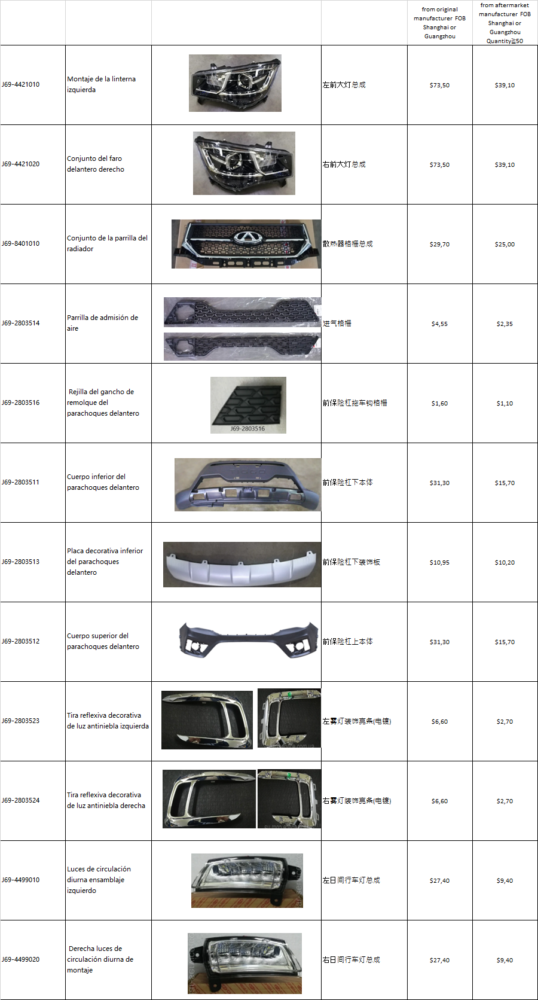 from original
manufacturer FOB
Shanghai or
Guangzhou
from aftermarket
manufacturer FOB
Shanghai or
Guangzhou
Quantity≧50
J69-4421010
Montaje de la linterna
izquierda
左前大灯总成
$73,50
$39,10
J69-4421020
Conjunto del faro
delantero derecho
右前大灯总成
$73,50
$39,10
J69-8401010
Conjunto de la parrilla del
radiador
散热器格栅总成
$29,70
$25,00
J69-2803514
Parrilla de admisión de
aire
进气格栅
$4,55
$2,35
J69-2803516
Rejilla del gancho de
remolque del
parachoques delantero
J69-2803516
前保险杠拖车钩格栅
$1,60
$1,10
J69-2803511
Cuerpo inferior del
parachoques delantero
TIGGO
前保险杠下本体
$31,30
$15,70
J69-2803513
Placa decorativa inferior
del parachoques
delantero
前保险杠下装饰板
$10,95
$10,20
J69-2803512
Cuerpo superior del
parachoques delantero
前保险杠上本体
$31,30
$15,70
J69-2803523
Tira reflexiva decorativa
de luz antiniebla izquierda
左雾灯装饰亮条(电镀)
$6,60
$2,70
J69-2803524
Tira reflexiva decorativa
de luz antiniebla derecha
右雾灯装饰亮条(电镀)
$6,60
$2,70
J69-4499010
Luces de circulación
diurna ensamblaje
izquierdo
左日间行车灯总成
$27,40
$9,40
J69-4499020
Derecha luces de
circulación diurna de
montaje
右日间行车灯总成
$27,40
$9,40